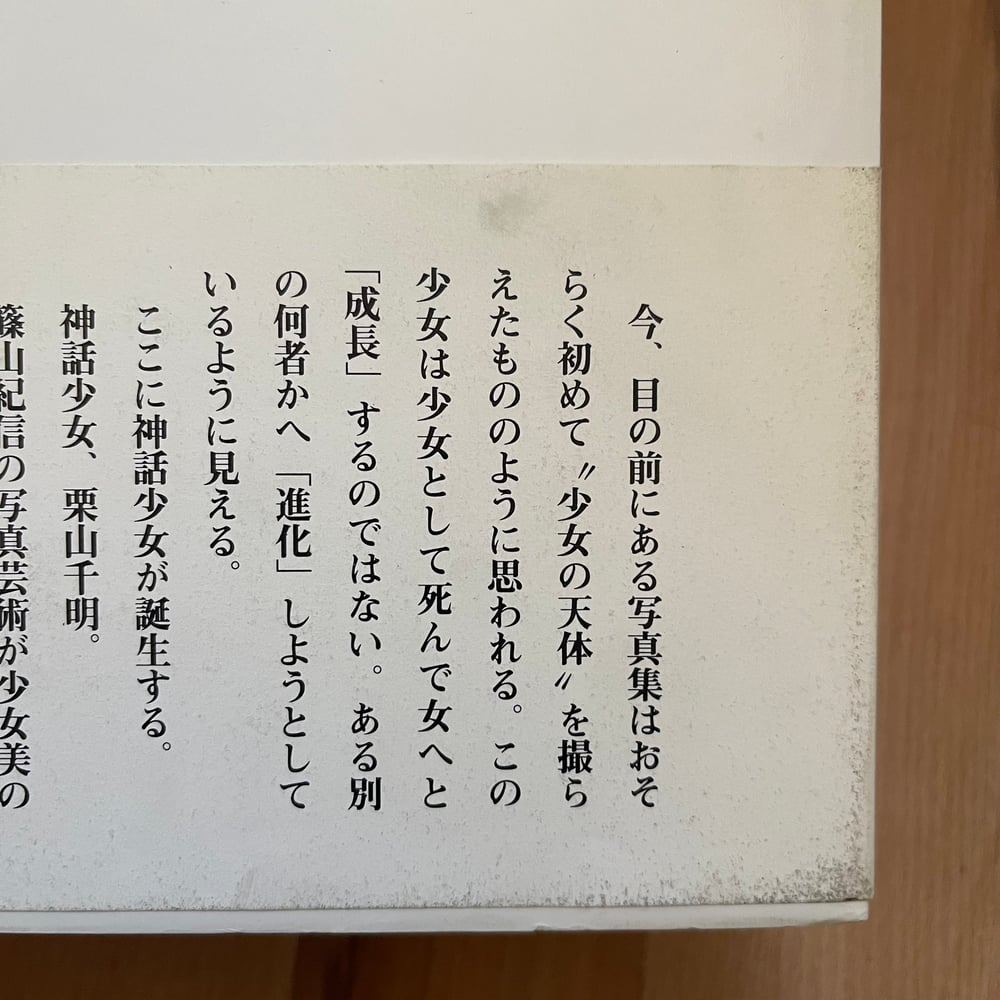 今、目の前にある写真集はおそ
らく初めて〝少女の天体〟を撮ら
えたもののように思われる。この
少女は少女として死んで女へと
「成長」するのではない。ある別
の何者かへ「進化」しようとして
いるように見える。
ここに神話少女が誕生する。
神話少女、栗山千明。
篠山紀信の写真芸術が少女美の